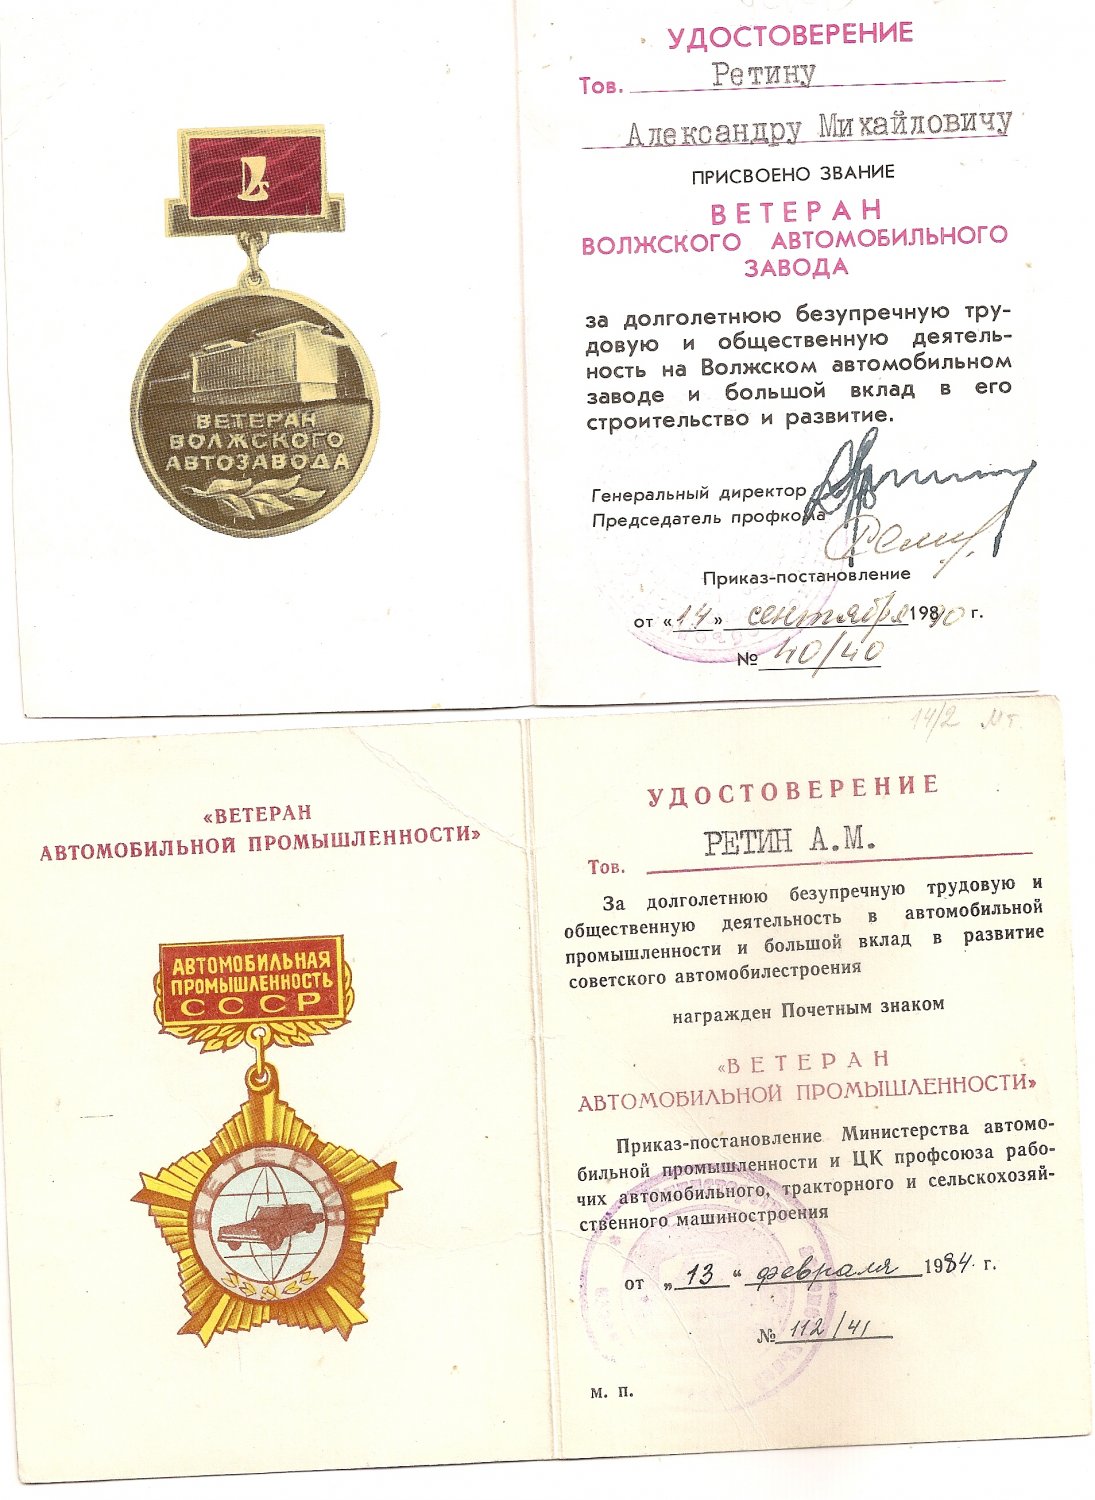 ВЕТЕРАН
ВОЛЖСКОГО
АВТОЗАВОДА
УДОСТОВЕРЕНИЕ
Тов. Ретину
Александру Михайловичу
ПРИСВОЕНО ЗВАНИЕ
ВЕТЕРАН
ВОЛЖСКОГО АВТОМОБИЛЬНОГО
ЗАВОДА
за долголетнюю безупречную тру-
довую и общественную деятель-
ность на Волжском автомобильном
заводе и большой вклад в его
строительство и развитие.
Генеральный директор
Председатель профкома
Приказ-постановление
от «14» сентября 1990 г.
№ 40/40
«ВЕТЕРАН
АВТОМОБИЛЬНОЙ ПРОМЫШЛЕННОСТИ»
АВТОМОБИЛЬНАЯ
ПРОМЫШЛЕННОСТЬ
СССР
ВЕТЕРАН
14/2
УДОСТОВЕРЕНИЕ
Тов. РЕТИН А.М.
За долголетнюю безупречную трудовую и
общественную деятельность в автомобильной
промышленности и большой вклад в развитие
советского автомобилестроения
награжден Почетным знаком
«ВЕТЕРАН
АВТОМОБИЛЬНОЙ ПРОМЫШЛЕННОСТИ»
Приказ-постановление Министерства автомо-
бильной промышленности и ЦК профсоюза рабо-
чих автомобильного, тракторного и сельскохозяй-
ственного машиностроения
от „13“ февраля 1984 г.
№ 112/41
м. п.